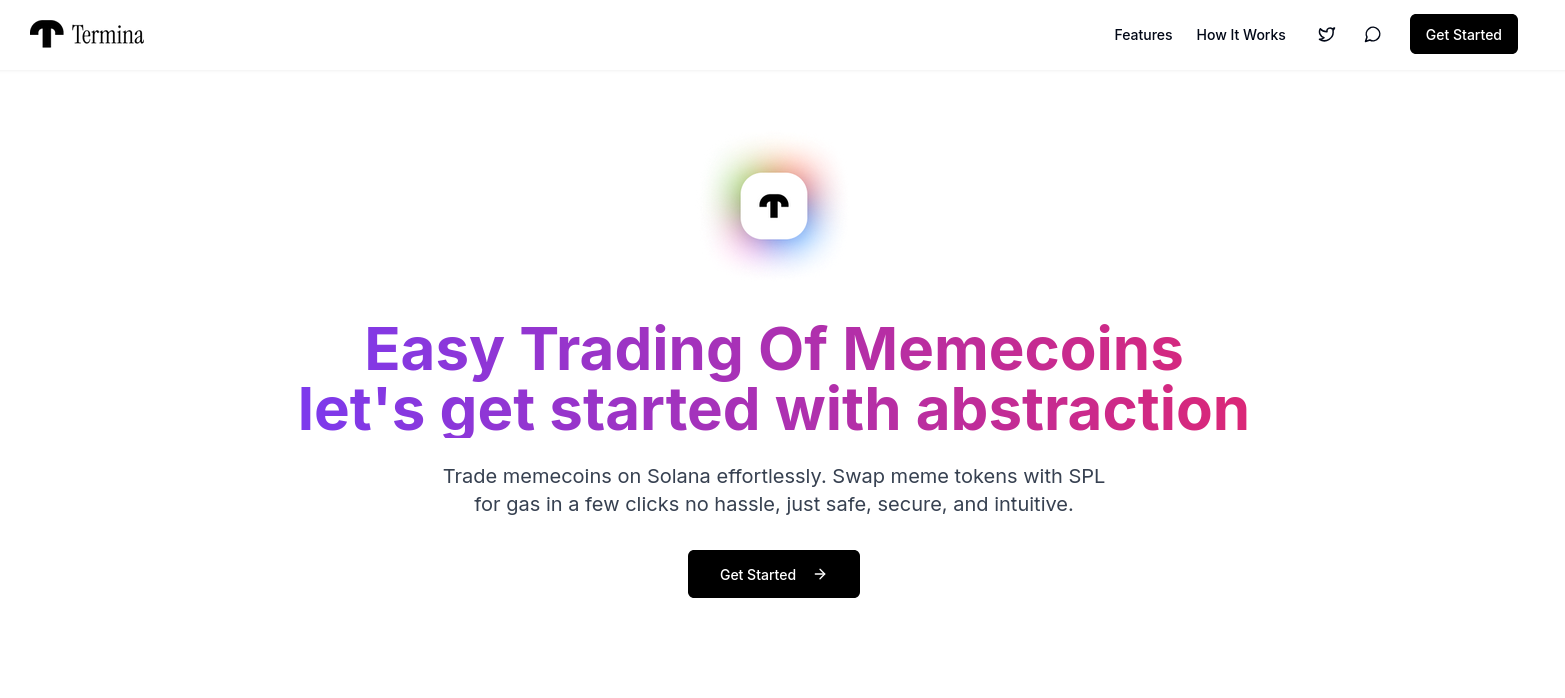 Termina
Features
How It Works
Get Started
Easy Trading Of Memecoins
let's get started with abstraction
Trade memecoins on Solana effortlessly. Swap meme tokens with SPL
for gas in a few clicks no hassle, just safe, secure, and intuitive.
Get Started